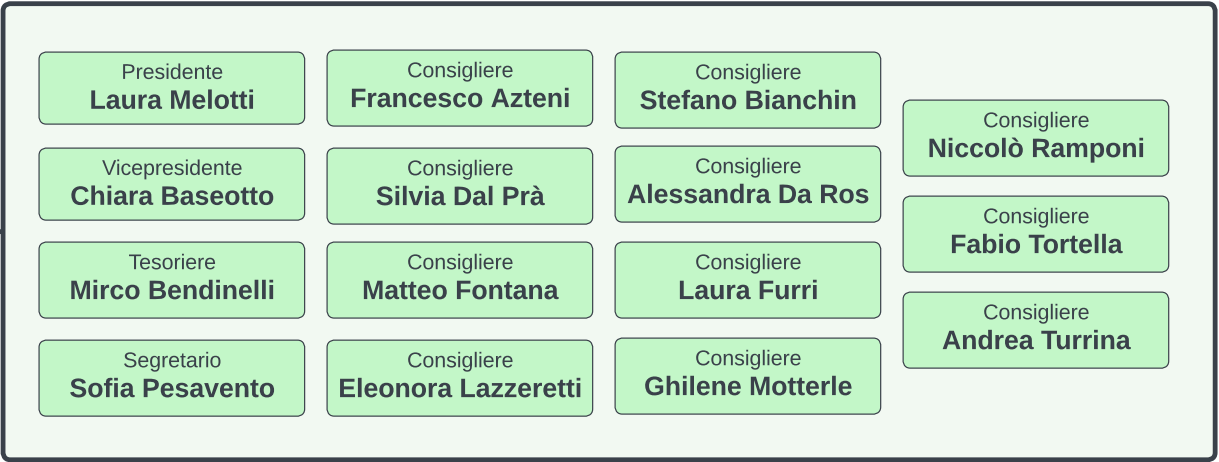 Presidente
Laura Melotti
Vicepresidente
Chiara Baseotto
Tesoriere
Mirco Bendinelli
Segretario
Sofia Pesavento
Consigliere
Francesco Azteni
Consigliere
Silvia Dal Prà
Consigliere
Matteo Fontana
Consigliere
Eleonora Lazzeretti
Consigliere
Stefano Bianchin
Consigliere
Alessandra Da Ros
Consigliere
Laura Furri
Consigliere
Ghilene Motterle
Consigliere
Niccolò Ramponi
Consigliere
Fabio Tortella
Consigliere
Andrea Turrina